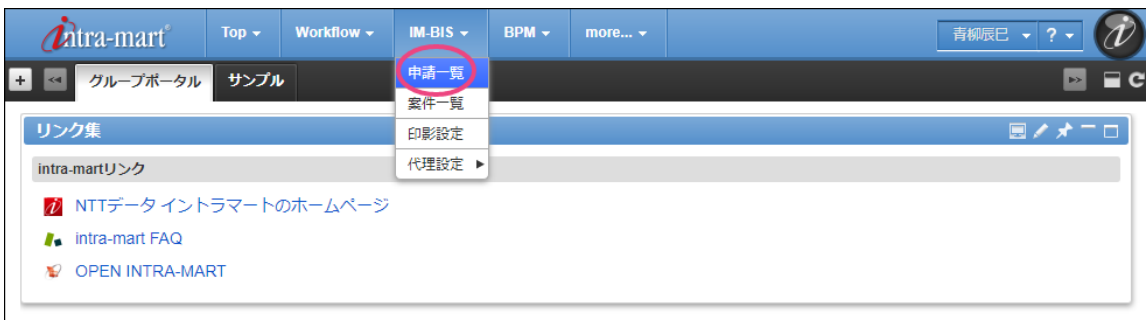 intra-mart Top Workflow IM-BIS BPM more... 青柳辰巳 ?
グループポータル サンプル
申請一覧
案件一覧
印影設定
代理設定
リンク集
intra-martリンク
NTTデータ イントラマートのホームページ
intra-mart FAQ
OPEN INTRA-MART